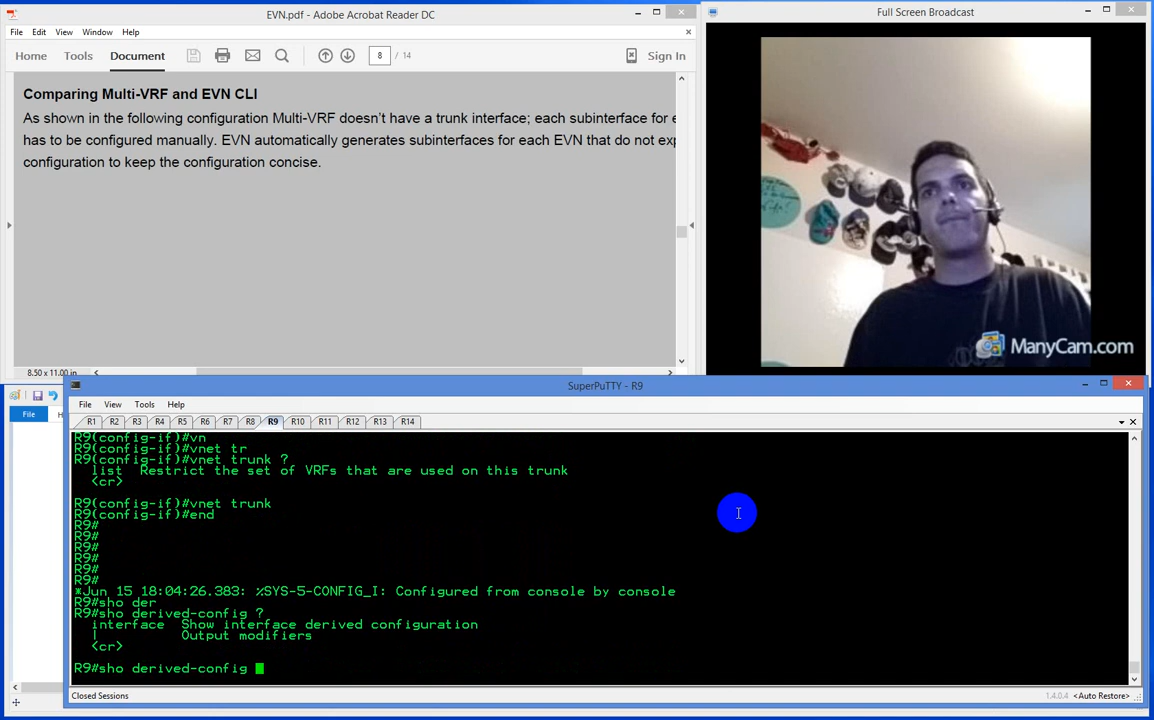 EVN.pdf - Adobe Acrobat Reader DC
File Edit View Window Help
Home Tools Document 8 / 14 Sign In
Comparing Multi-VRF and EVN CLI
As shown in the following configuration Multi-VRF doesn't have a trunk interface; each subinterface for e
has to be configured manually. EVN automatically generates subinterfaces for each EVN that do not exp
configuration to keep the configuration concise.
8.50 x 11.00 in
Full Screen Broadcast
ManyCam.com
File
SuperPuTTY - R9
File View Tools Help
R1 R2 R3 R4 R5 R6 R7 R8 R9 R10 R11 R12 R13 R14
R9(config-if)#vn
R9(config-if)#vnet tr
R9(config-if)#vnet trunk ?
list Restrict the set of VRFs that are used on this trunk
<cr>
R9(config-if)#vnet trunk
R9(config-if)#end
R9#
R9#
R9#
R9#
R9#
R9#
*Jun 15 18:04:26.383: %SYS-5-CONFIG_I: Configured from console by console
R9#sho der
R9#sho derived-config ?
interface Show interface derived configuration
| Output modifiers
<cr>
R9#sho derived-config
Closed Sessions 1.4.0.4 <Auto Restore>